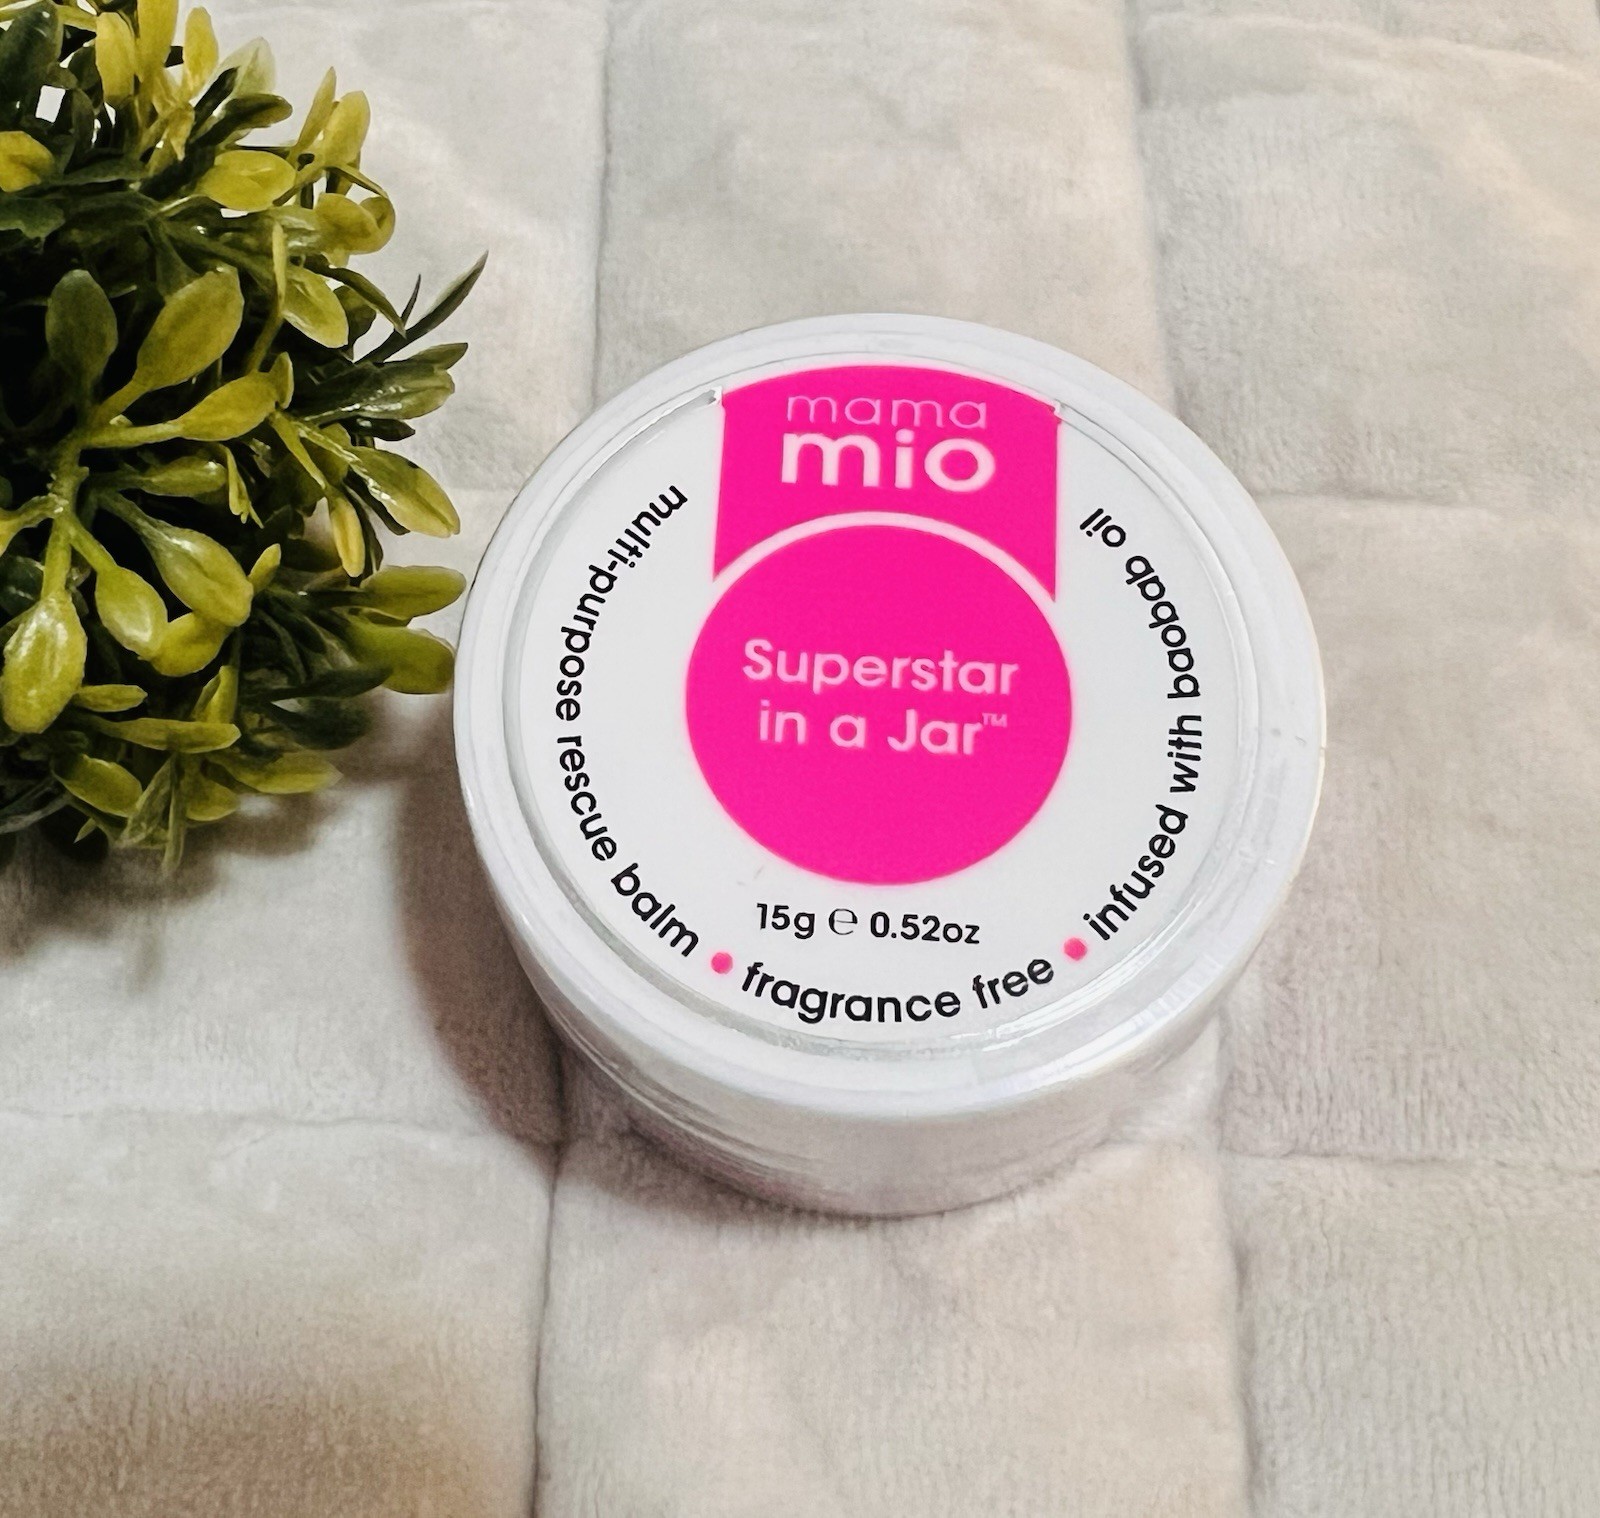 mama
mio
Superstar
in a Jar™
15g ℮ 0.52oz
multi-purpose rescue balm • fragrance free • infused with baobab oil